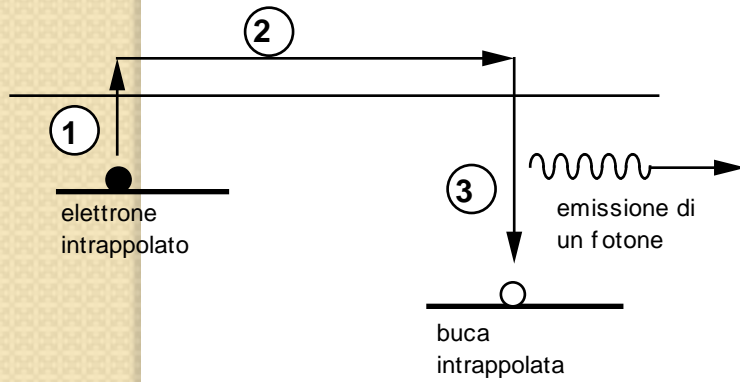 2
1
3
elettrone
intrappolato
emissione di
un fotone
buca
intrappolata